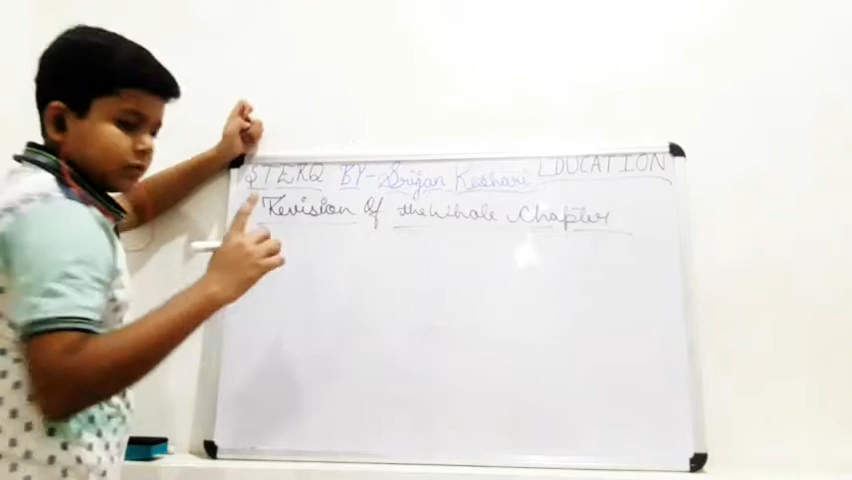 STEKQ BY- Srijan Keshari EDUCATION
Revision Of the Whole Chapter